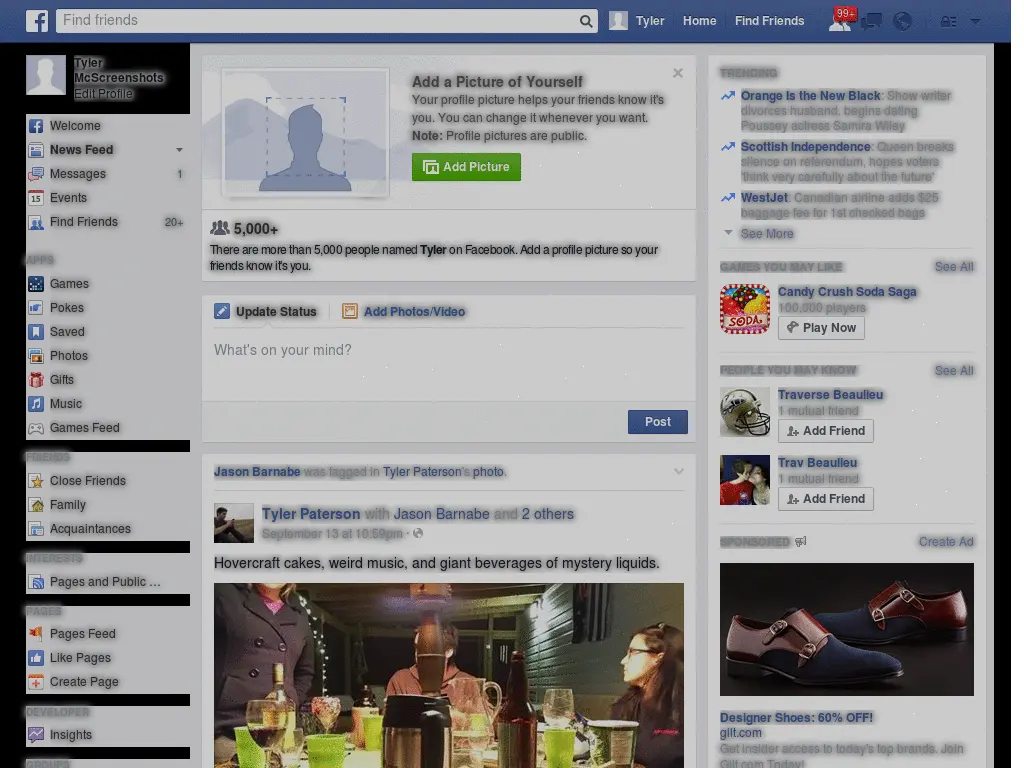 Find friends
Tyler
Home
Find Friends
99+
Tyler
McScreenshots
Edit Profile
Welcome
News Feed
Messages
1
15
Events
Find Friends
20+
APPS
Games
Pokes
Saved
Photos
Gifts
Music
Games Feed
FRIENDS
Close Friends
Family
Acquaintances
INTERESTS
Pages and Public ...
PAGES
Pages Feed
Like Pages
Create Page
DEVELOPER
Insights
GROUPS
Add a Picture of Yourself
Your profile picture helps your friends know it's
you. You can change it whenever you want.
Note: Profile pictures are public.
Add Picture
5,000+
There are more than 5,000 people named Tyler on Facebook. Add a profile picture so your
friends know it's you.
Update Status
Add Photos/Video
What's on your mind?
Post
Jason Barnabe was tagged in Tyler Paterson's photo.
Tyler Paterson with Jason Barnabe and 2 others
September 13 at 10:59pm ·
Hovercraft cakes, weird music, and giant beverages of mystery liquids.
TRENDING
Orange Is the New Black: Show writer
divorces husband, begins dating
Poussey actress Samira Wiley
Scottish Independence: Queen breaks
silence on referendum, hopes voters
'think very carefully about the future'
WestJet: Canadian airline adds $25
baggage fee for 1st checked bags
See More
GAMES YOU MAY LIKE
See All
SODA
Candy Crush Soda Saga
100,000 players
Play Now
PEOPLE YOU MAY KNOW
See All
Traverse Beaulieu
1 mutual friend
Add Friend
Trav Beaulieu
1 mutual friend
Add Friend
SPONSORED
Create Ad
Designer Shoes: 60% OFF!
gilt.com
Get insider access to today's top brands. Join
Gilt.com Today!